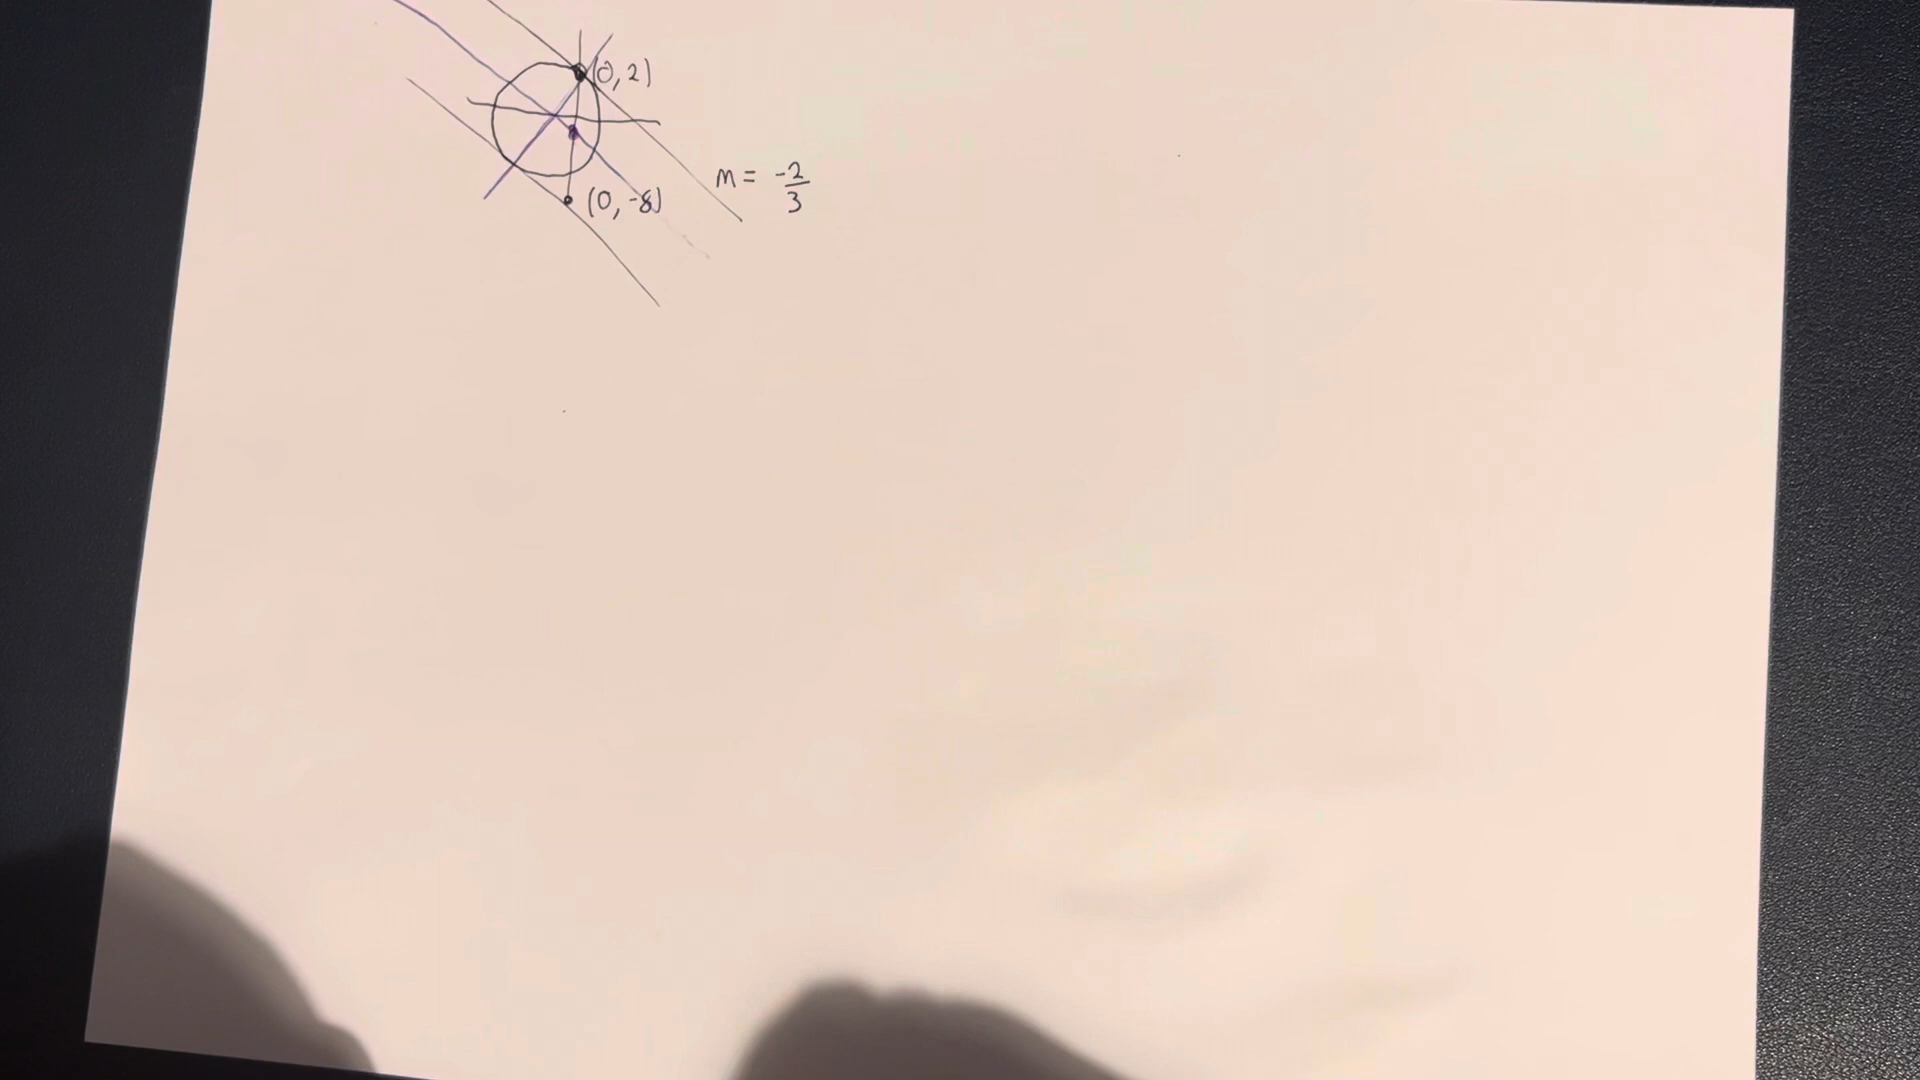 (0, 2)
m = -2/3
(0, -8)